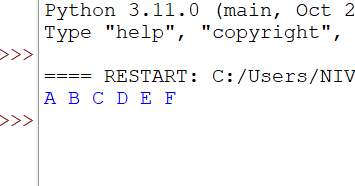 Python 3.11.0 (main, Oct 2
Type "help", "copyright",
>>>
==== RESTART: C:/Users/NIV
A B C D E F
>>>